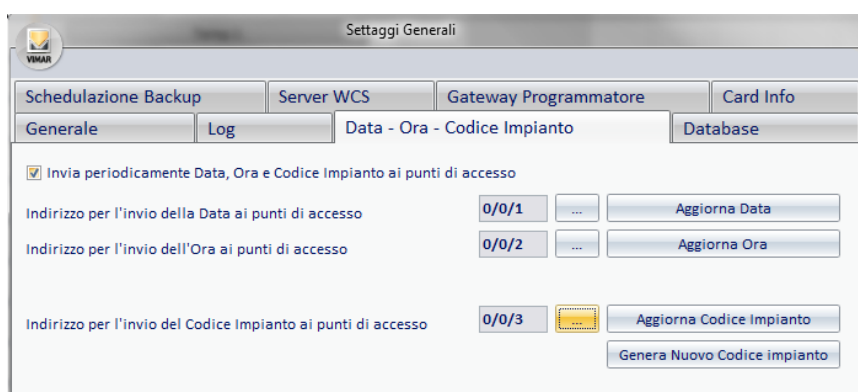 Settaggi Generali
VIMAR
Schedulazione Backup Server WCS Gateway Programmatore Card Info
Generale Log Data - Ora - Codice Impianto Database
Invia periodicamente Data, Ora e Codice Impianto ai punti di accesso
Indirizzo per l'invio della Data ai punti di accesso 0/0/1 ... Aggiorna Data
Indirizzo per l'invio dell'Ora ai punti di accesso 0/0/2 ... Aggiorna Ora
Indirizzo per l'invio del Codice Impianto ai punti di accesso 0/0/3 ... Aggiorna Codice Impianto
Genera Nuovo Codice impianto